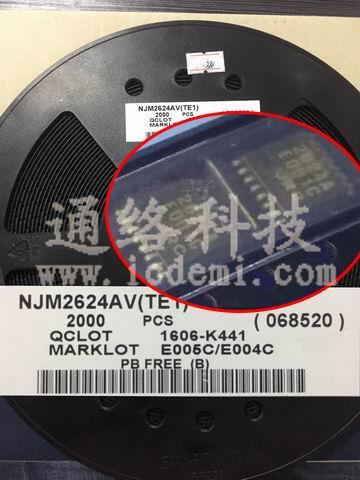 20
NJM2624AV(TE1)
2000 PCS
QCLOT
MARKLOT
通络科技
www.icdemi.com
NJM2624AV(TE1)
2000 PCS (068520)
QCLOT 1606-K441
MARKLOT E005C/E004C
PB FREE (B)